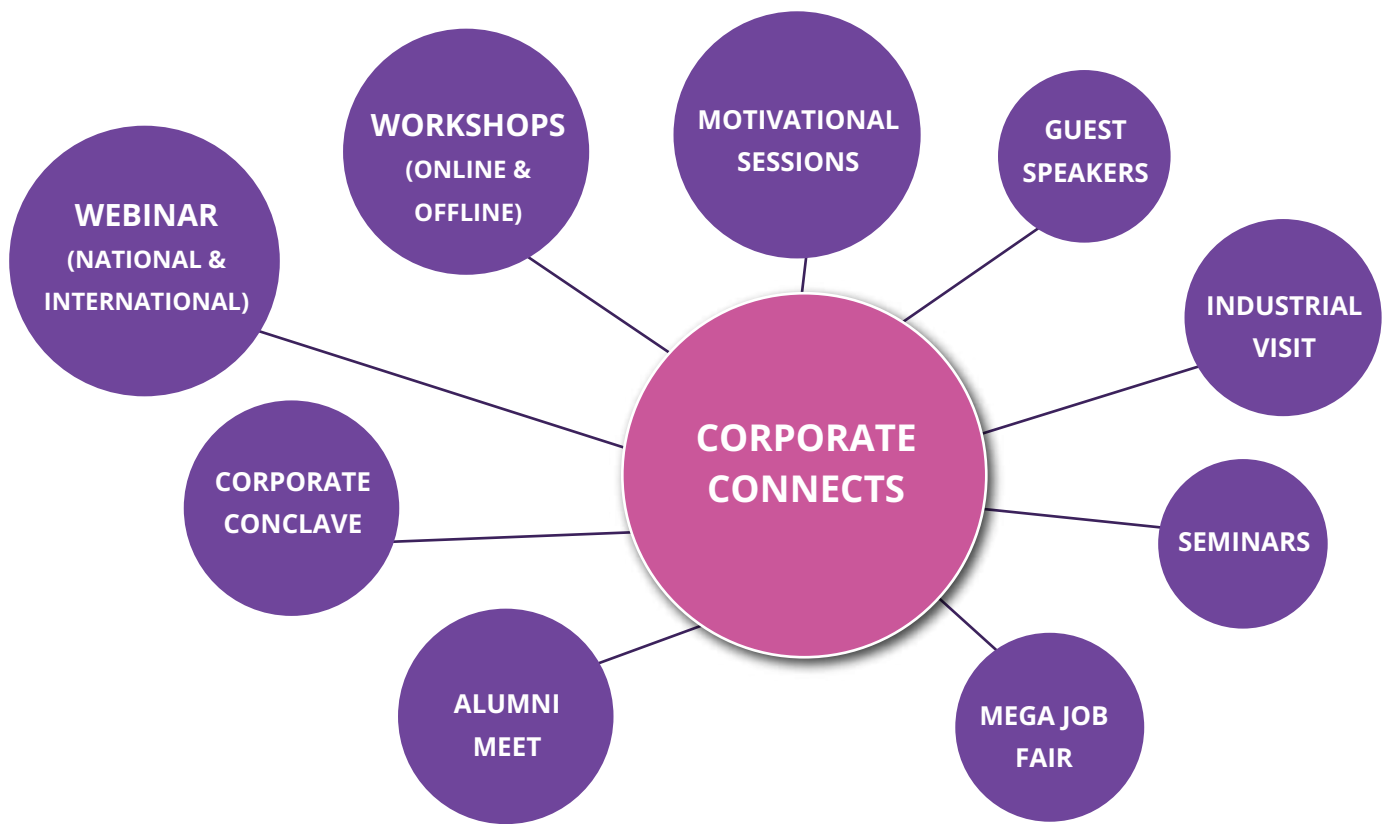 WEBINAR
(NATIONAL &
INTERNATIONAL)
WORKSHOPS
(ONLINE &
OFFLINE)
MOTIVATIONAL
SESSIONS
GUEST
SPEAKERS
INDUSTRIAL
VISIT
CORPORATE
CONNECTS
CORPORATE
CONCLAVE
SEMINARS
ALUMNI
MEET
MEGA JOB
FAIR